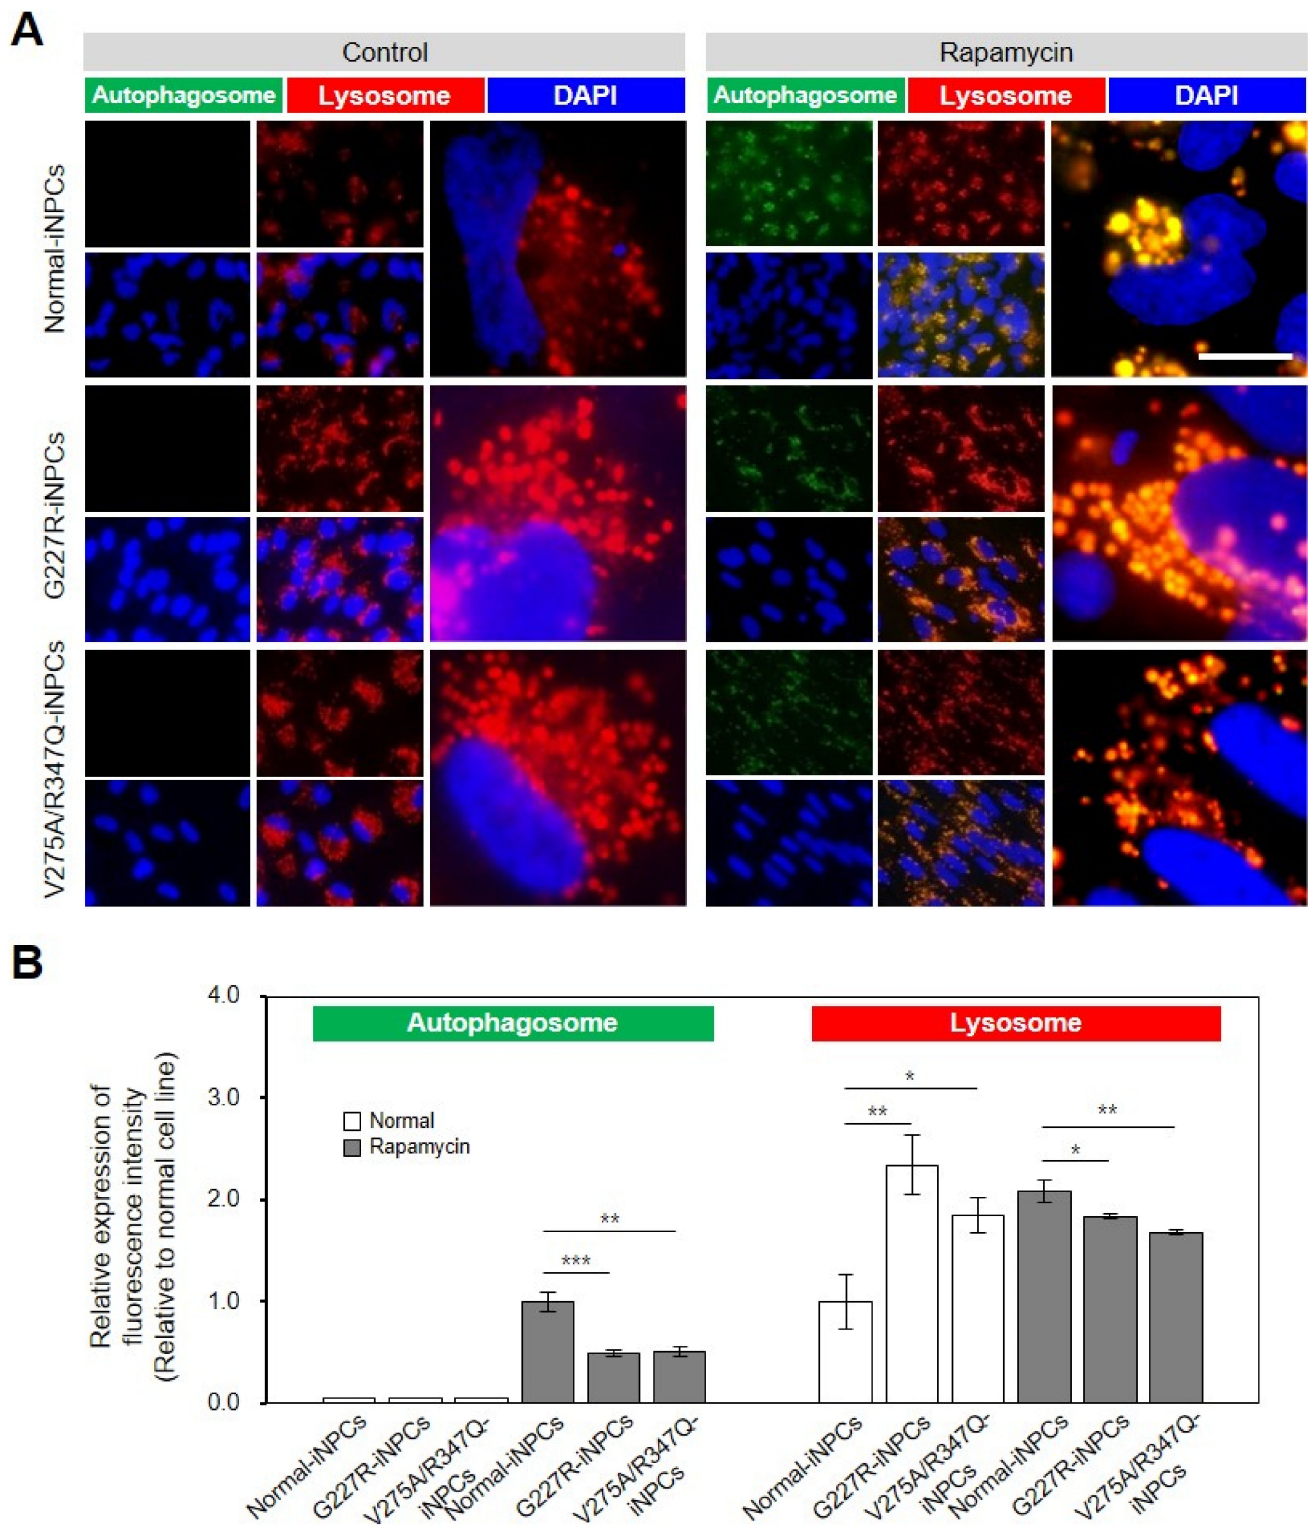 A
Control
Rapamycin
Autophagosome
Lysosome
DAPI
Autophagosome
Lysosome
DAPI
Normal-iNPCs
G227R-iNPCs
V275A/R347Q-iNPCs
B
Relative expression of
fluorescence intensity
(Relative to normal cell line)
4.0
3.0
2.0
1.0
0.0
Autophagosome
Lysosome
Normal
Rapamycin
***
**
**
*
*
**
Normal-iNPCs
G227R-iNPCs
V275A/R347Q-
iNPCs
Normal-iNPCs
G227R-iNPCs
V275A/R347Q-
iNPCs
Normal-iNPCs
G227R-iNPCs
V275A/R347Q-
iNPCs
Normal-iNPCs
G227R-iNPCs
V275A/R347Q-
iNPCs